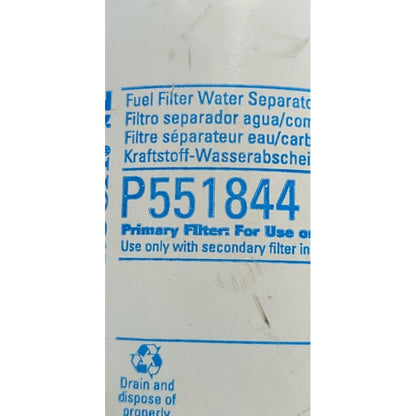 Fuel Filter Water Separato
Filtro separador agua/com
Filtre séparateur eau/carb
Kraftstoff-Wasserabschei
P551844
Primary Filter: For Use o
Use only with secondary filter in
Drain and
dispose of
properly